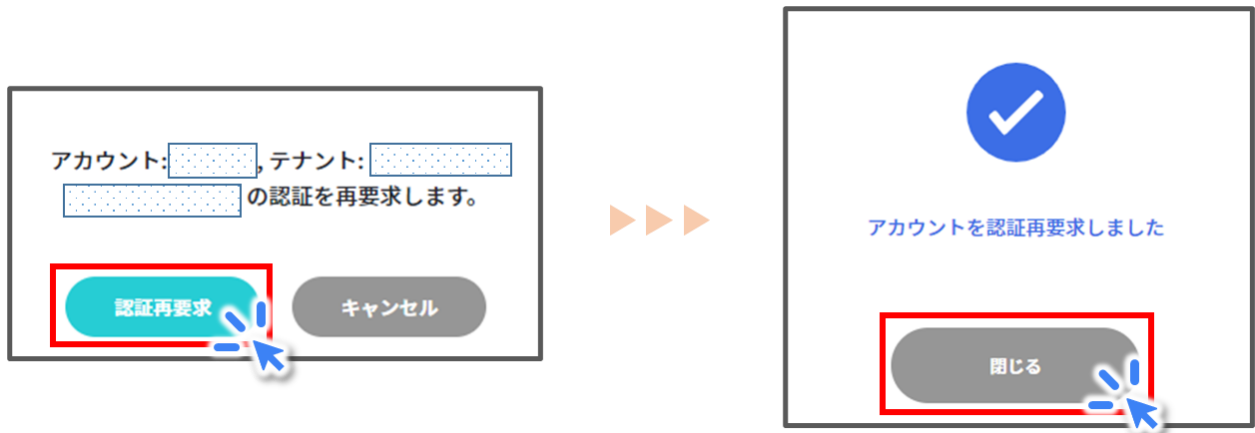 アカウント: , テナント:
の認証を再要求します。
認証再要求
キャンセル
アカウントを認証再要求しました
閉じる